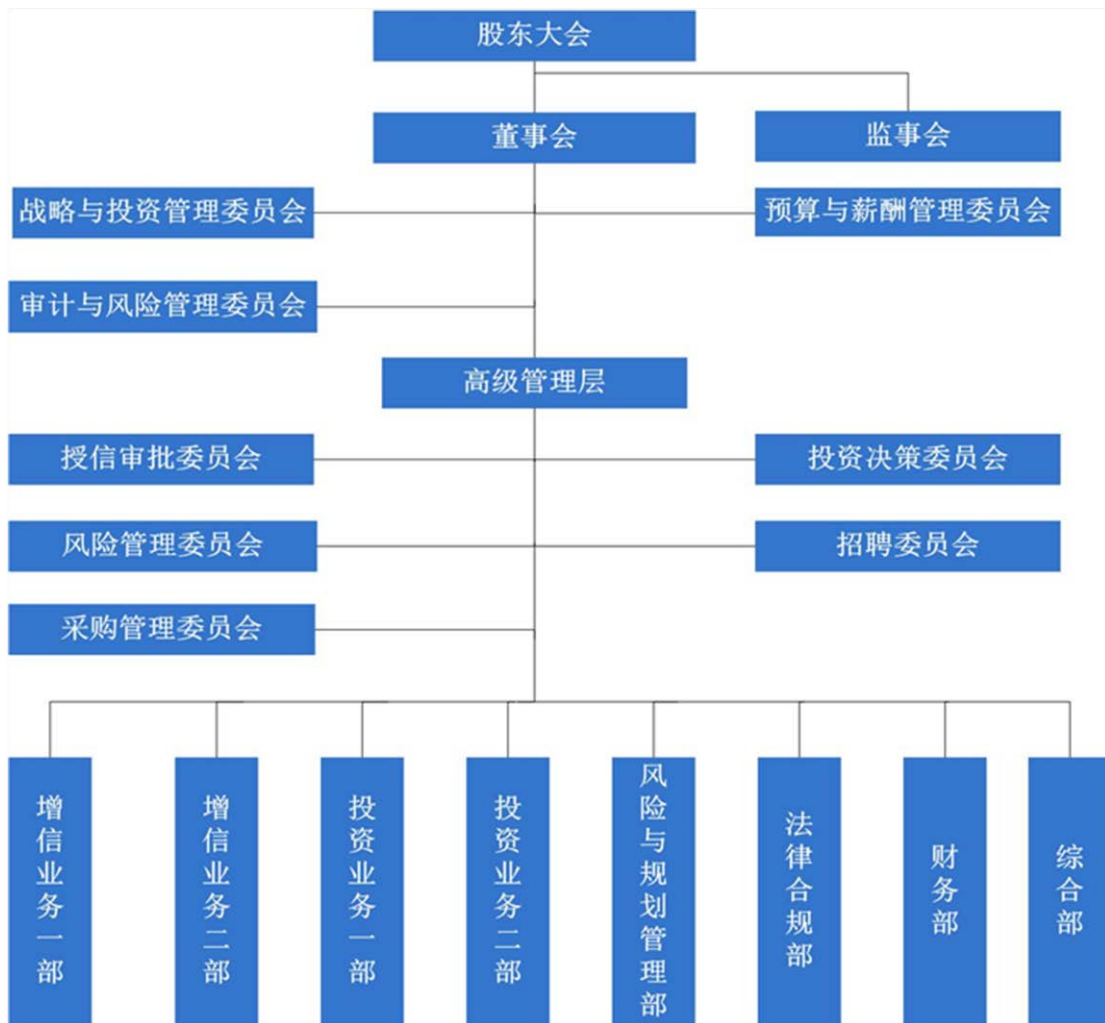 股东大会
董事会
监事会
战略与投资管理委员会
预算与薪酬管理委员会
审计与风险管理委员会
高级管理层
授信审批委员会
投资决策委员会
风险管理委员会
招聘委员会
采购管理委员会
增信业务一部
增信业务二部
投资业务一部
投资业务二部
风险与规划管理部
法律合规部
财务部
综合部